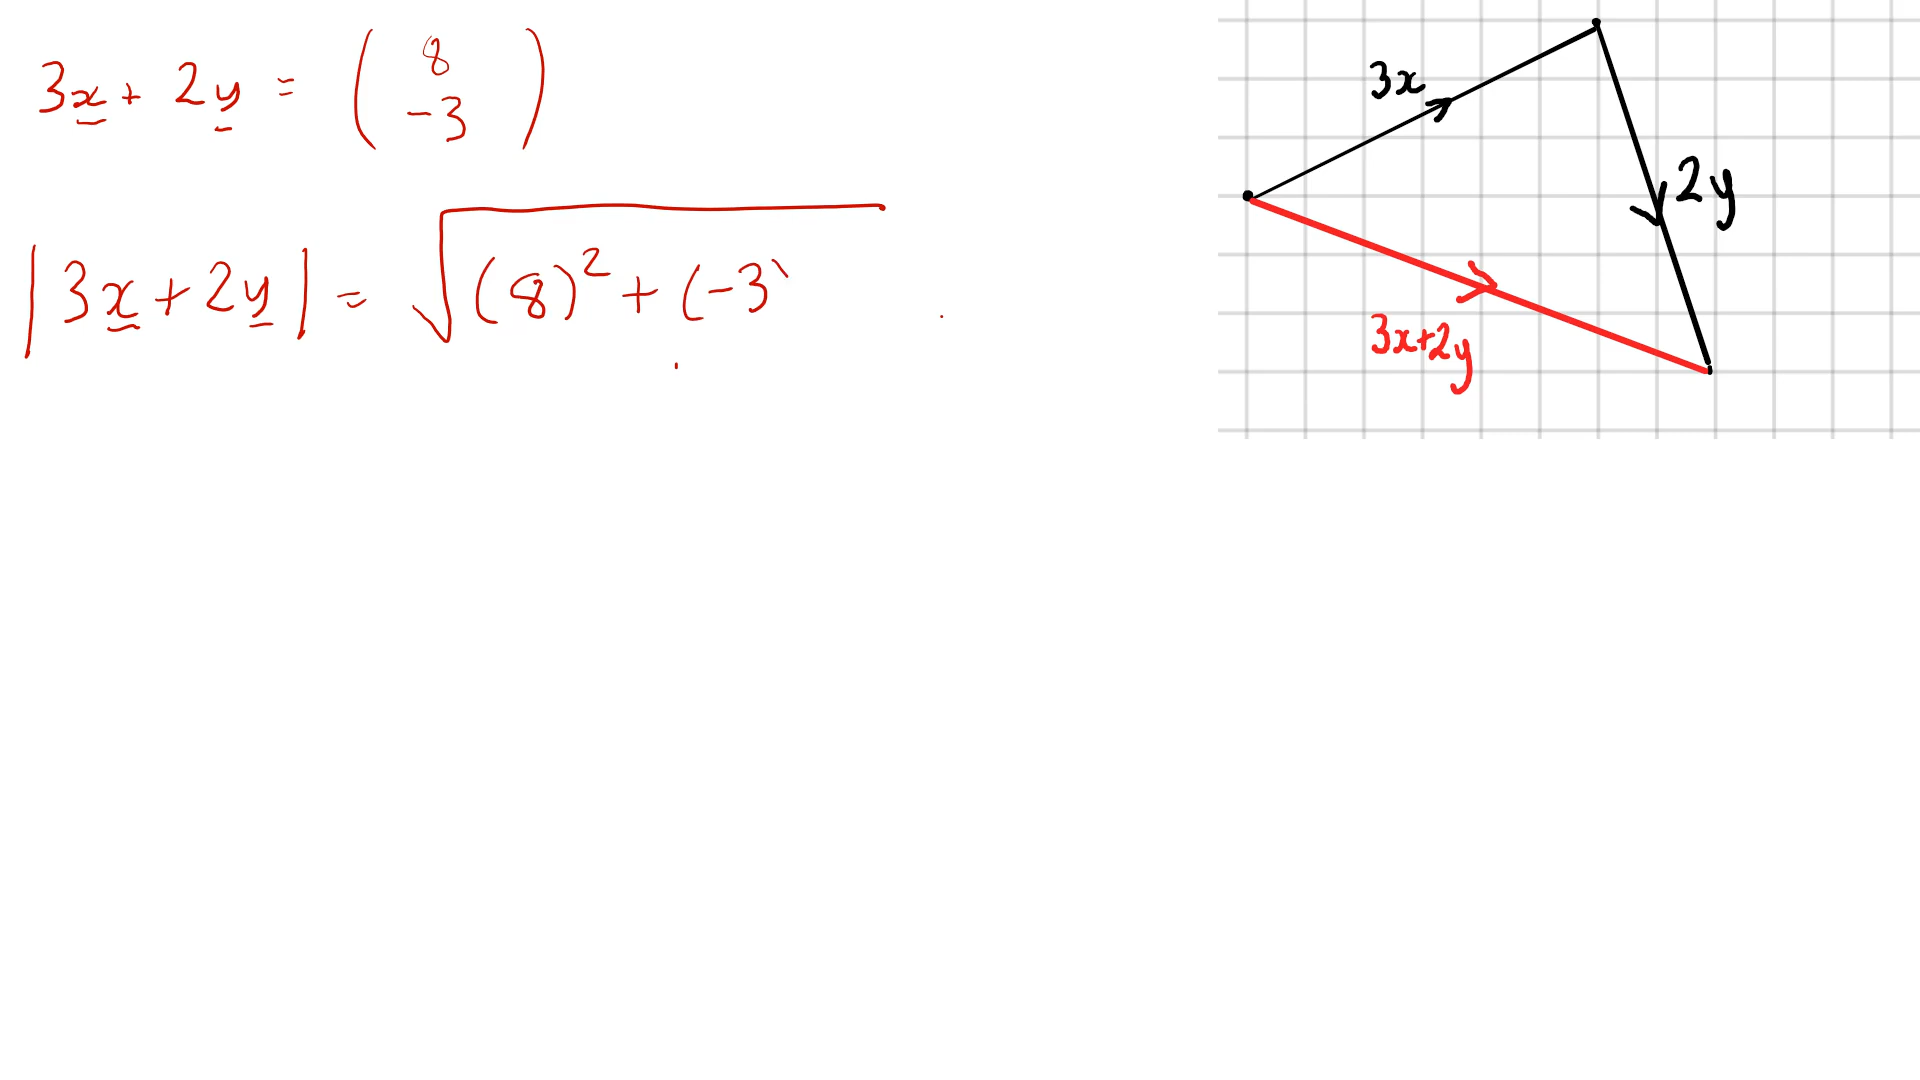 3x + 2y = ( 8 -3 )
|3x + 2y| = √ (8)² + (-3)
3x
2y
3x+2y